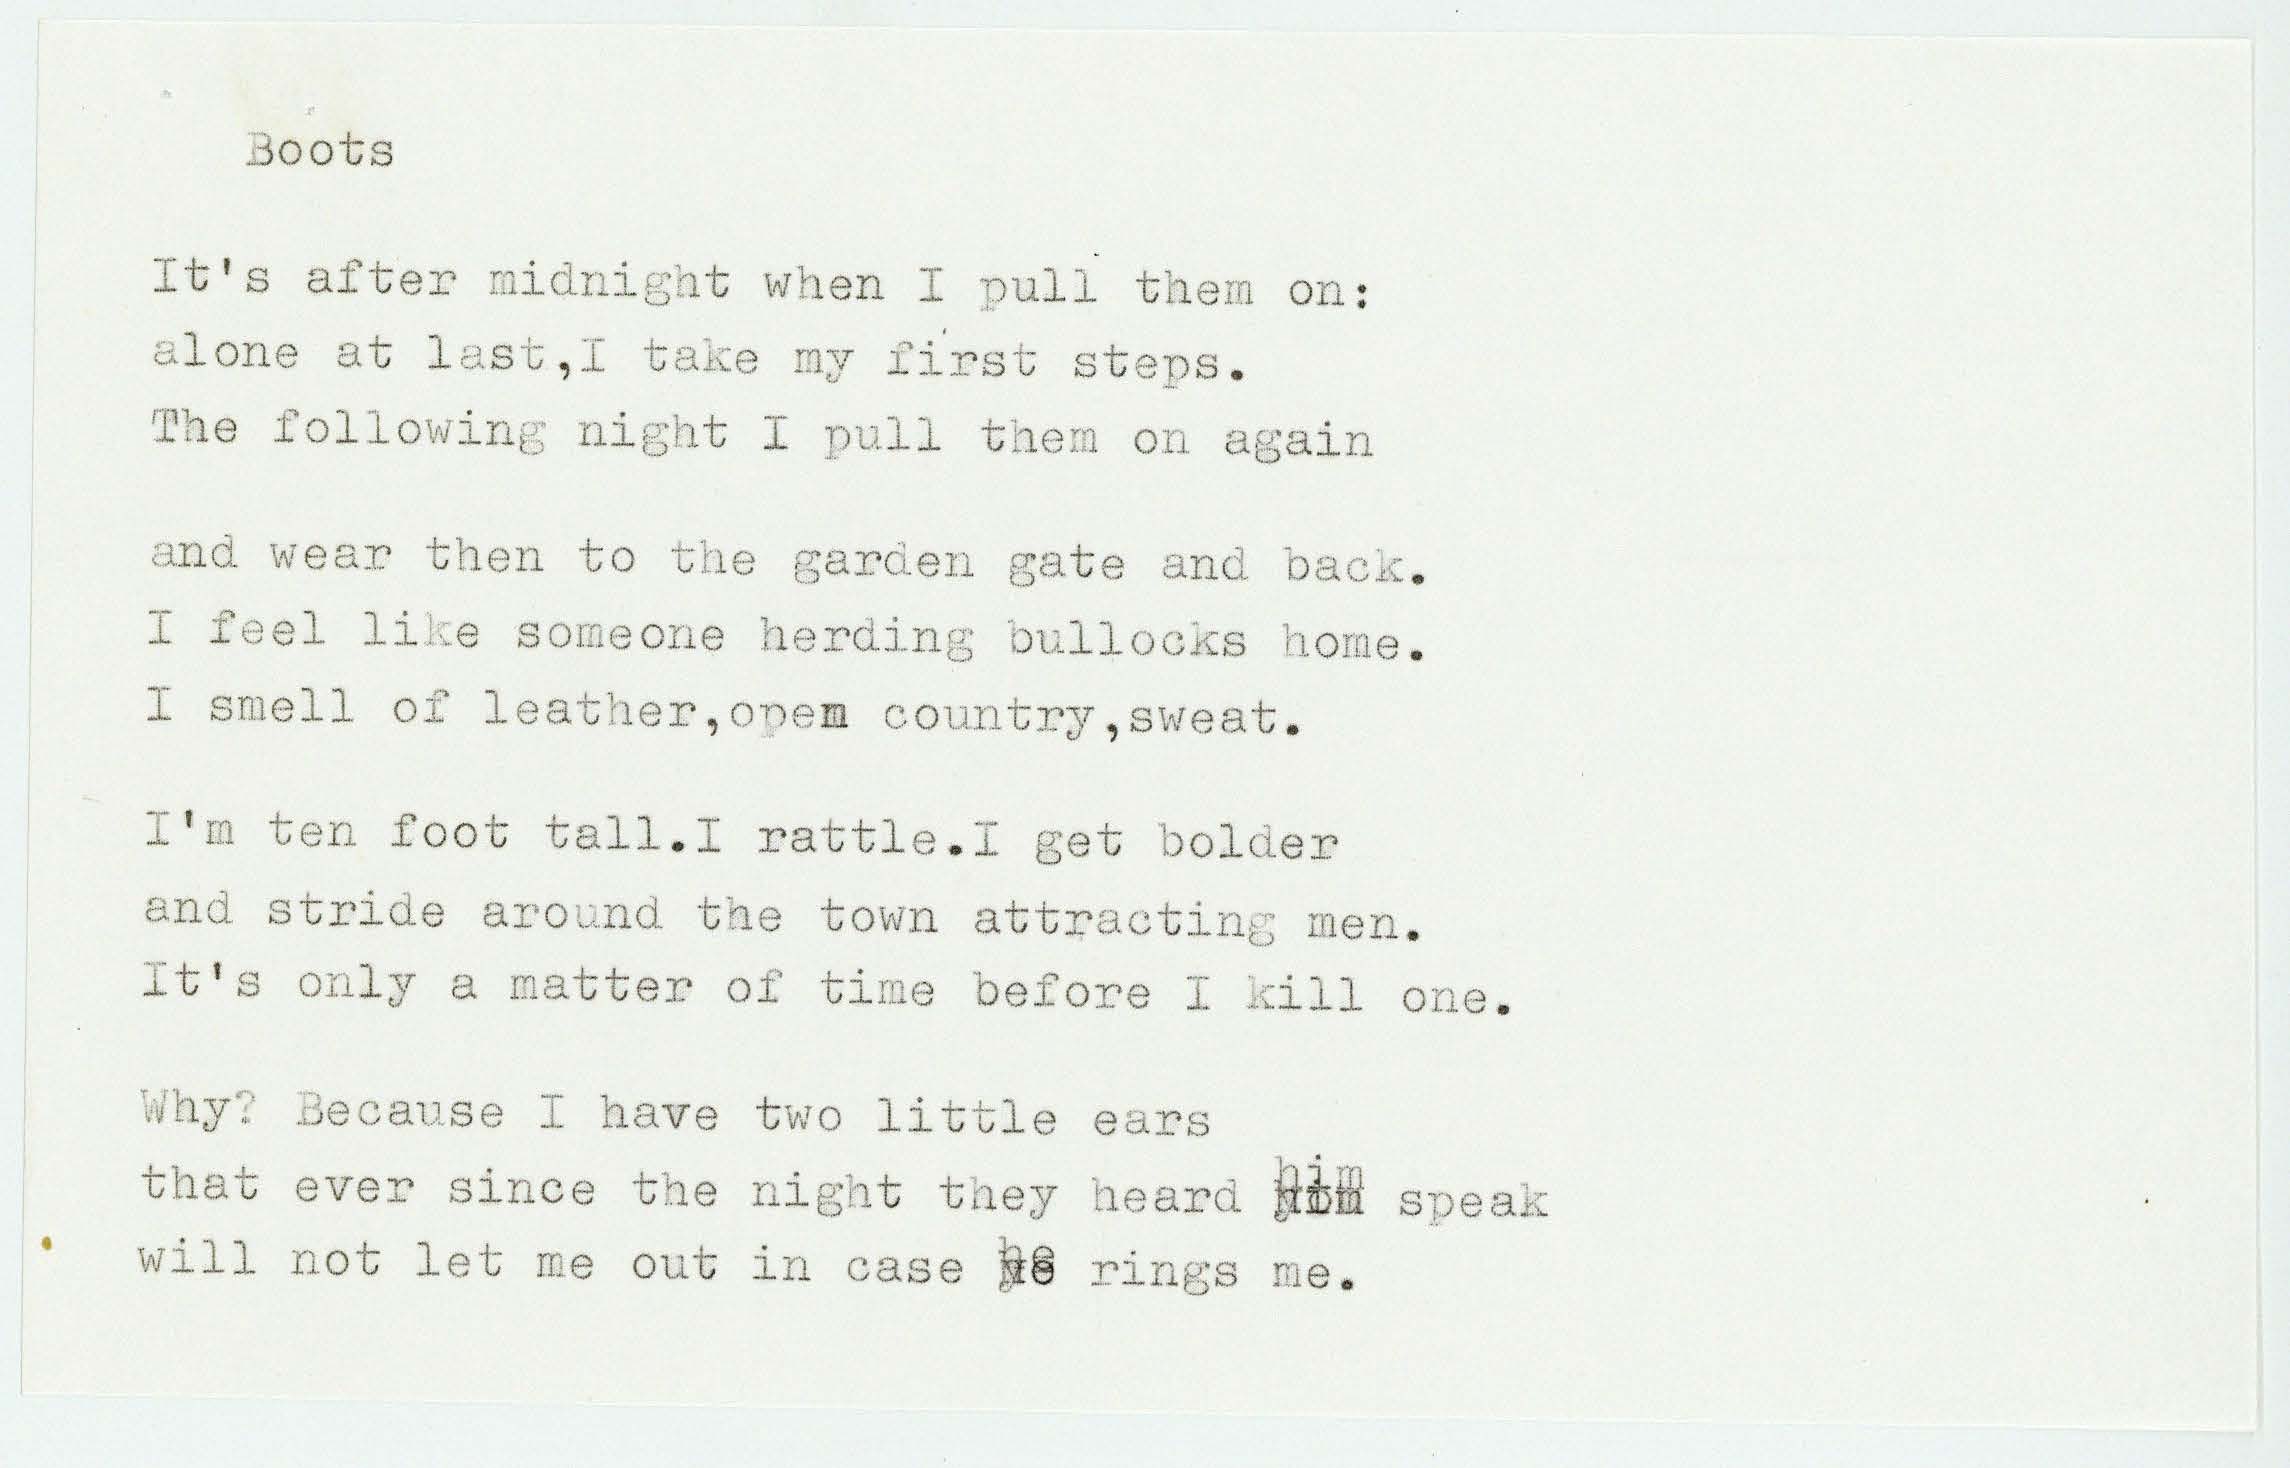 Boots
It's after midnight when I pull them on:
alone at last,I take my first steps.
The following night I pull them on again
and wear then to the garden gate and back.
I feel like someone herding bullocks home.
I smell of leather,open country,sweat.
I'm ten foot tall.I rattle.I get bolder
and stride around the town attracting men.
It's only a matter of time before I kill one.
Why? Because I have two little ears
that ever since the night they heard him speak
will not let me out in case he rings me.